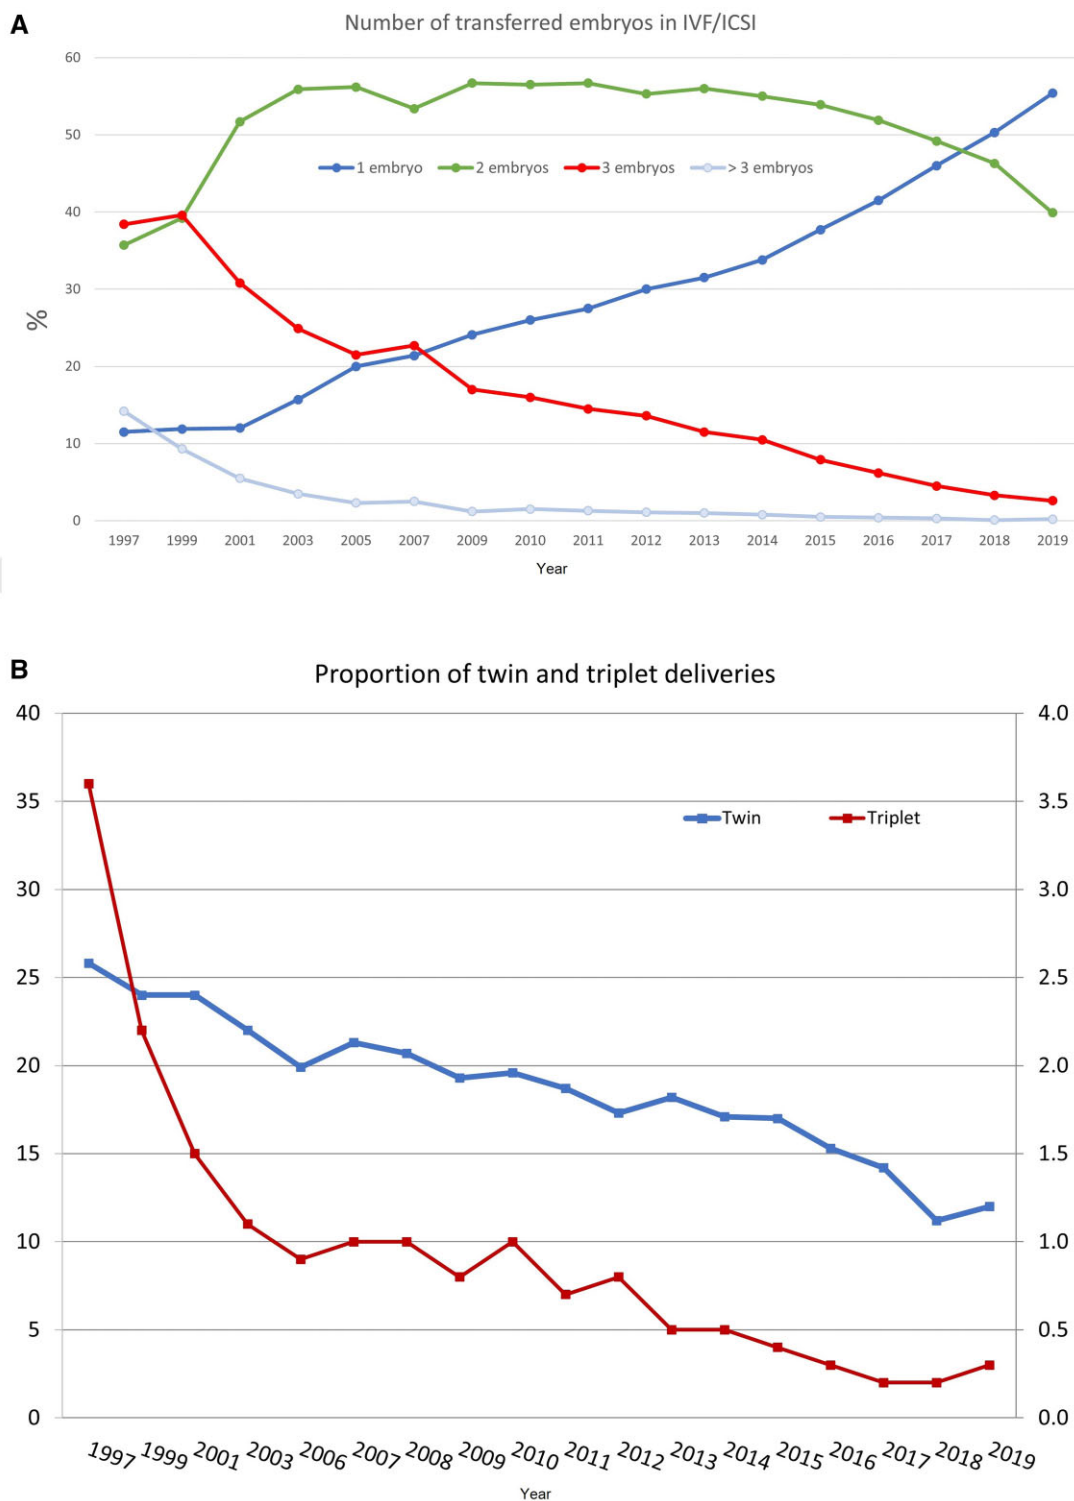 A
Number of transferred embryos in IVF/ICSI
60
50
1 embryo 2 embryos 3 embryos > 3 embryos
40
30
%
20
10
0
1997 1999 2001 2003 2005 2007 2009 2010 2011 2012 2013 2014 2015 2016 2017 2018 2019
Year
B
Proportion of twin and triplet deliveries
40 4.0
35 3.5
Twin Triplet
30 3.0
25 2.5
20 2.0
15 1.5
10 1.0
5 0.5
0 0.0
1997 1999 2001 2003 2006 2007 2008 2009 2010 2011 2012 2013 2014 2015 2016 2017 2018 2019
Year